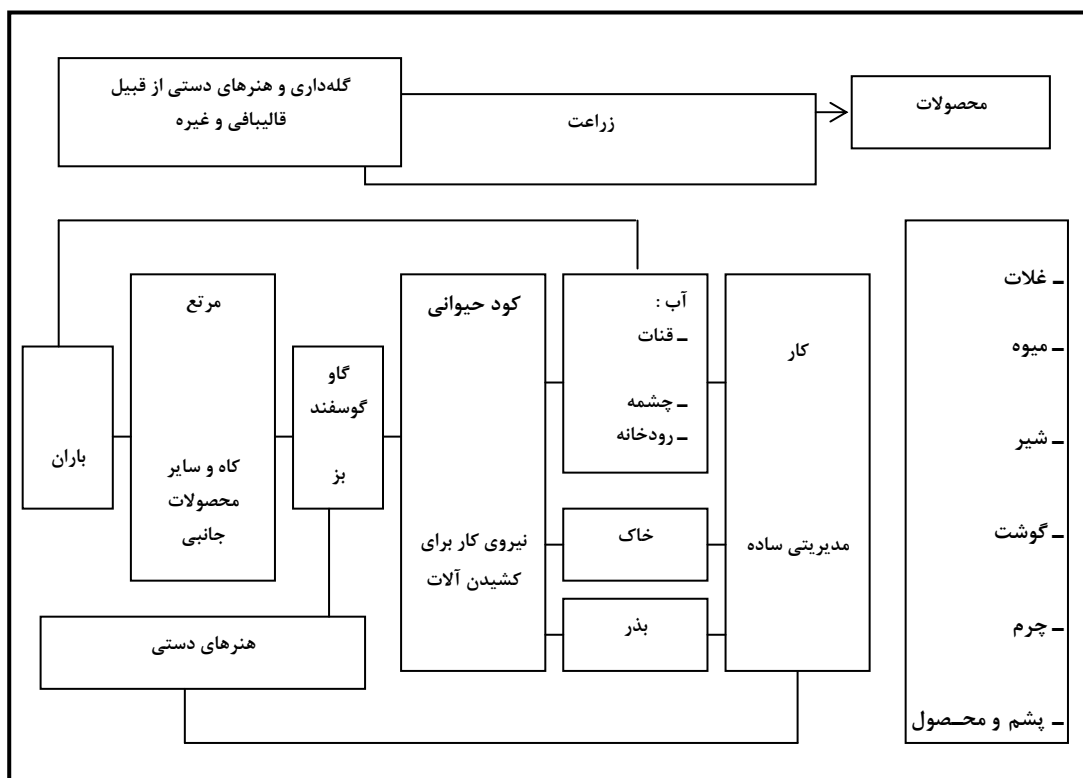 گله‌داری و هنرهای دستی از قبیل
قالیبافی و غیره
زراعت
محصولات
مرتع
کاه و سایر
محصولات
جانبی
باران
گاو
گوسفند
بز
کود حیوانی
نیروی کار برای
کشیدن آلات
آب :
ـ قنات
ـ چشمه
ـ رودخانه
خاک
بذر
کار
مدیریتی ساده
هنرهای دستی
ـ غلات
ـ میوه
ـ شیر
ـ گوشت
ـ چرم
ـ پشم و محـصول